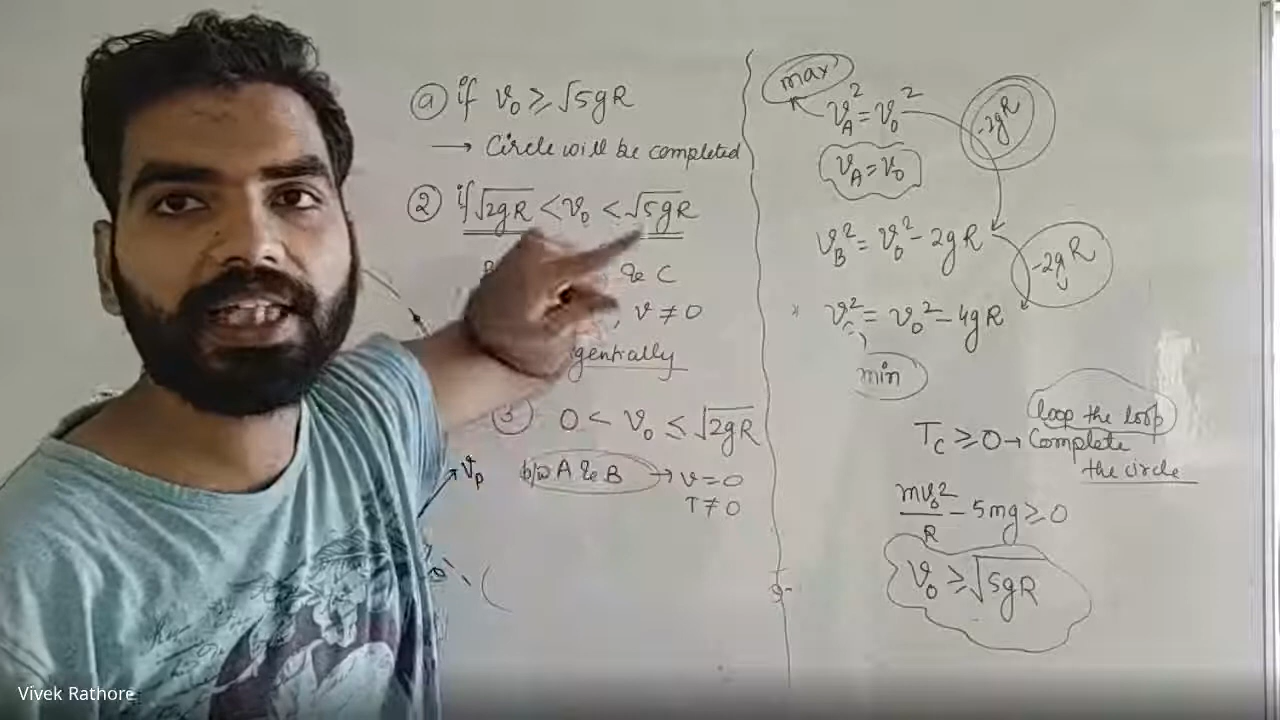 ⓐ if v₀ ≥ √5gR
→ Circle will be completed
② if √2gR < v₀ < √5gR
& C
, v ≠ 0
gentially
③ 0 < v₀ ≤ √2gR
b/w A & B → v = 0
T ≠ 0
v_p
max
v_A² = v₀²
-2gR
v_A = v₀
v_B² = v₀² - 2gR
-2gR
v_C² = v₀² - 4gR
min
loop the loop
T_C ≥ 0 → Complete
the circle
mv₀²/R - 5mg ≥ 0
v₀ ≥ √5gR
Vivek Rathore